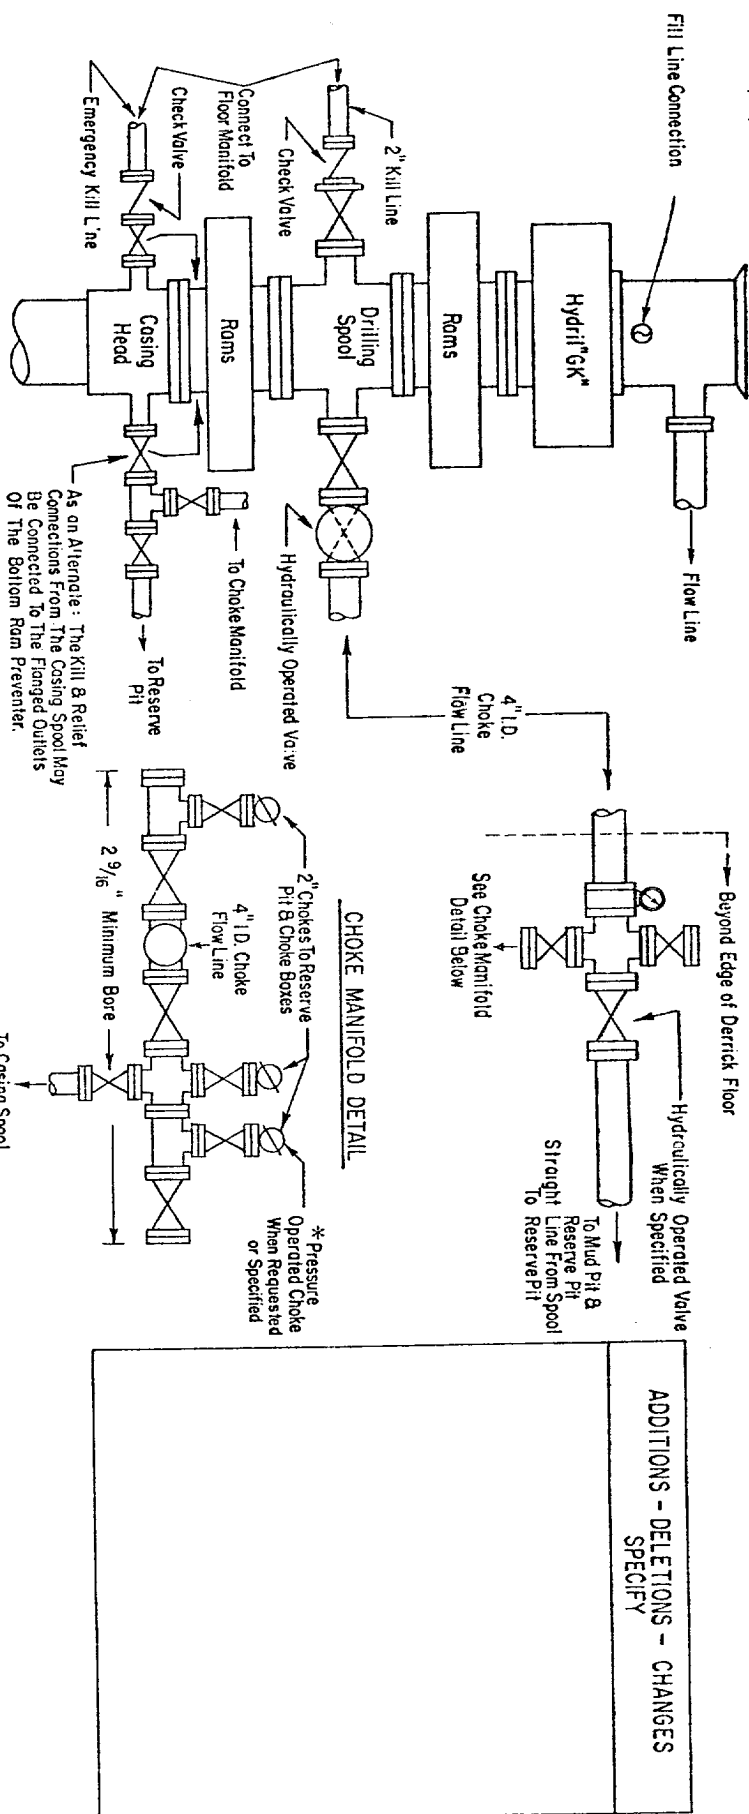 Fill Line Connection
Flow Line
Hydril "GK"
Rams
2" Kill Line
Check Valve
Drilling
Spool
Hydraulically Operated Valve
4" I.D.
Choke
Flow Line
Connect To
Floor Manifold
Rams
Check Valve
Emergency Kill Line
Casing
Head
To Choke Manifold
To Reserve
Pit
As an Alternate: The Kill & Relief
Connections From The Casing Spool May
Be Connected To The Flanged Outlets
Of The Bottom Ram Preventer.
Beyond Edge of Derrick Floor
Hydraulically Operated Valve
When Specified
To Mud Pit &
Reserve Pit
Straight Line From Spool
To Reserve Pit
See Choke Manifold
Detail Below
CHOKE MANIFOLD DETAIL
2" Chokes To Reserve
Pit & Choke Boxes
*Pressure
Operated Choke
When Requested
or Specified
4" I.D. Choke
Flow Line
2 9/16" Minimum Bore
To Casing Spool
ADDITIONS - DELETIONS - CHANGES
SPECIFY